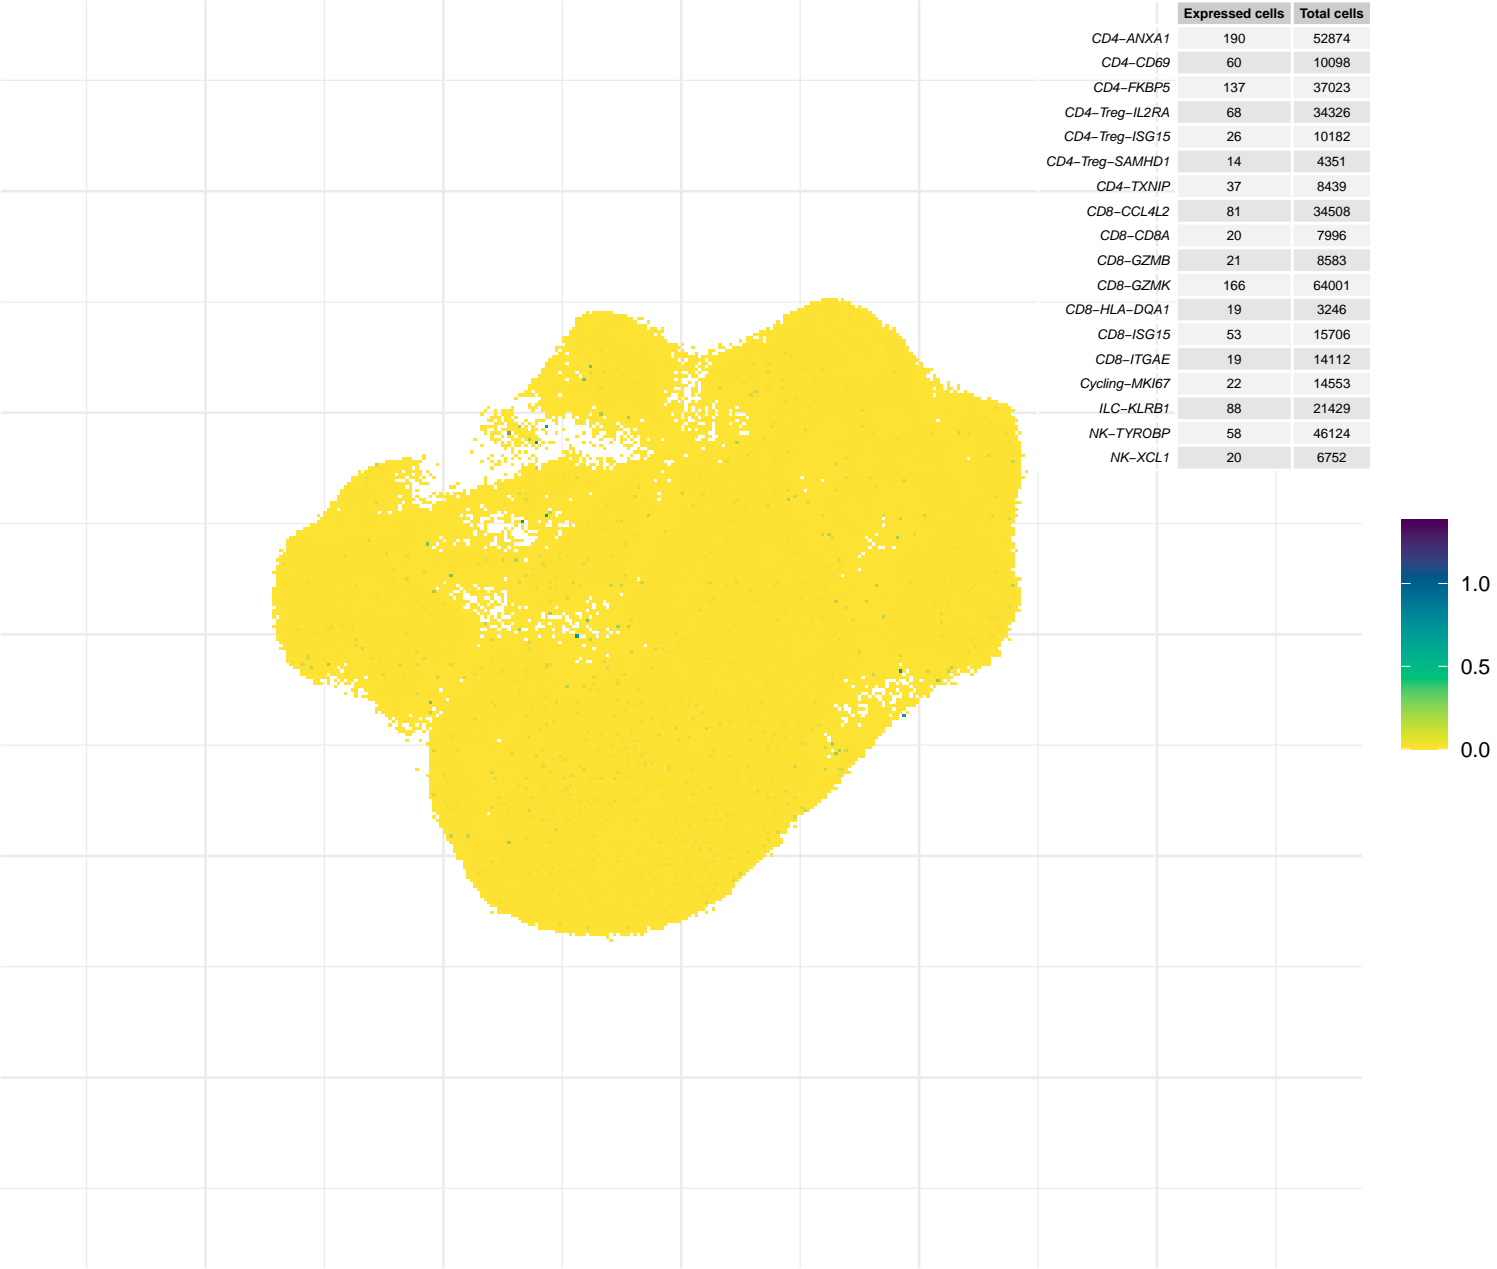 Expressed cells Total cells
CD4−ANXA1 190 52874
CD4−CD69 60 10098
CD4−FKBP5 137 37023
CD4−Treg−IL2RA 68 34326
CD4−Treg−ISG15 26 10182
CD4−Treg−SAMHD1 14 4351
CD4−TXNIP 37 8439
CD8−CCL4L2 81 34508
CD8−CD8A 20 7996
CD8−GZMB 21 8583
CD8−GZMK 166 64001
CD8−HLA−DQA1 19 3246
CD8−ISG15 53 15706
CD8−ITGAE 19 14112
Cycling−MKI67 22 14553
ILC−KLRB1 88 21429
NK−TYROBP 58 46124
NK−XCL1 20 6752
1.0
0.5
0.0